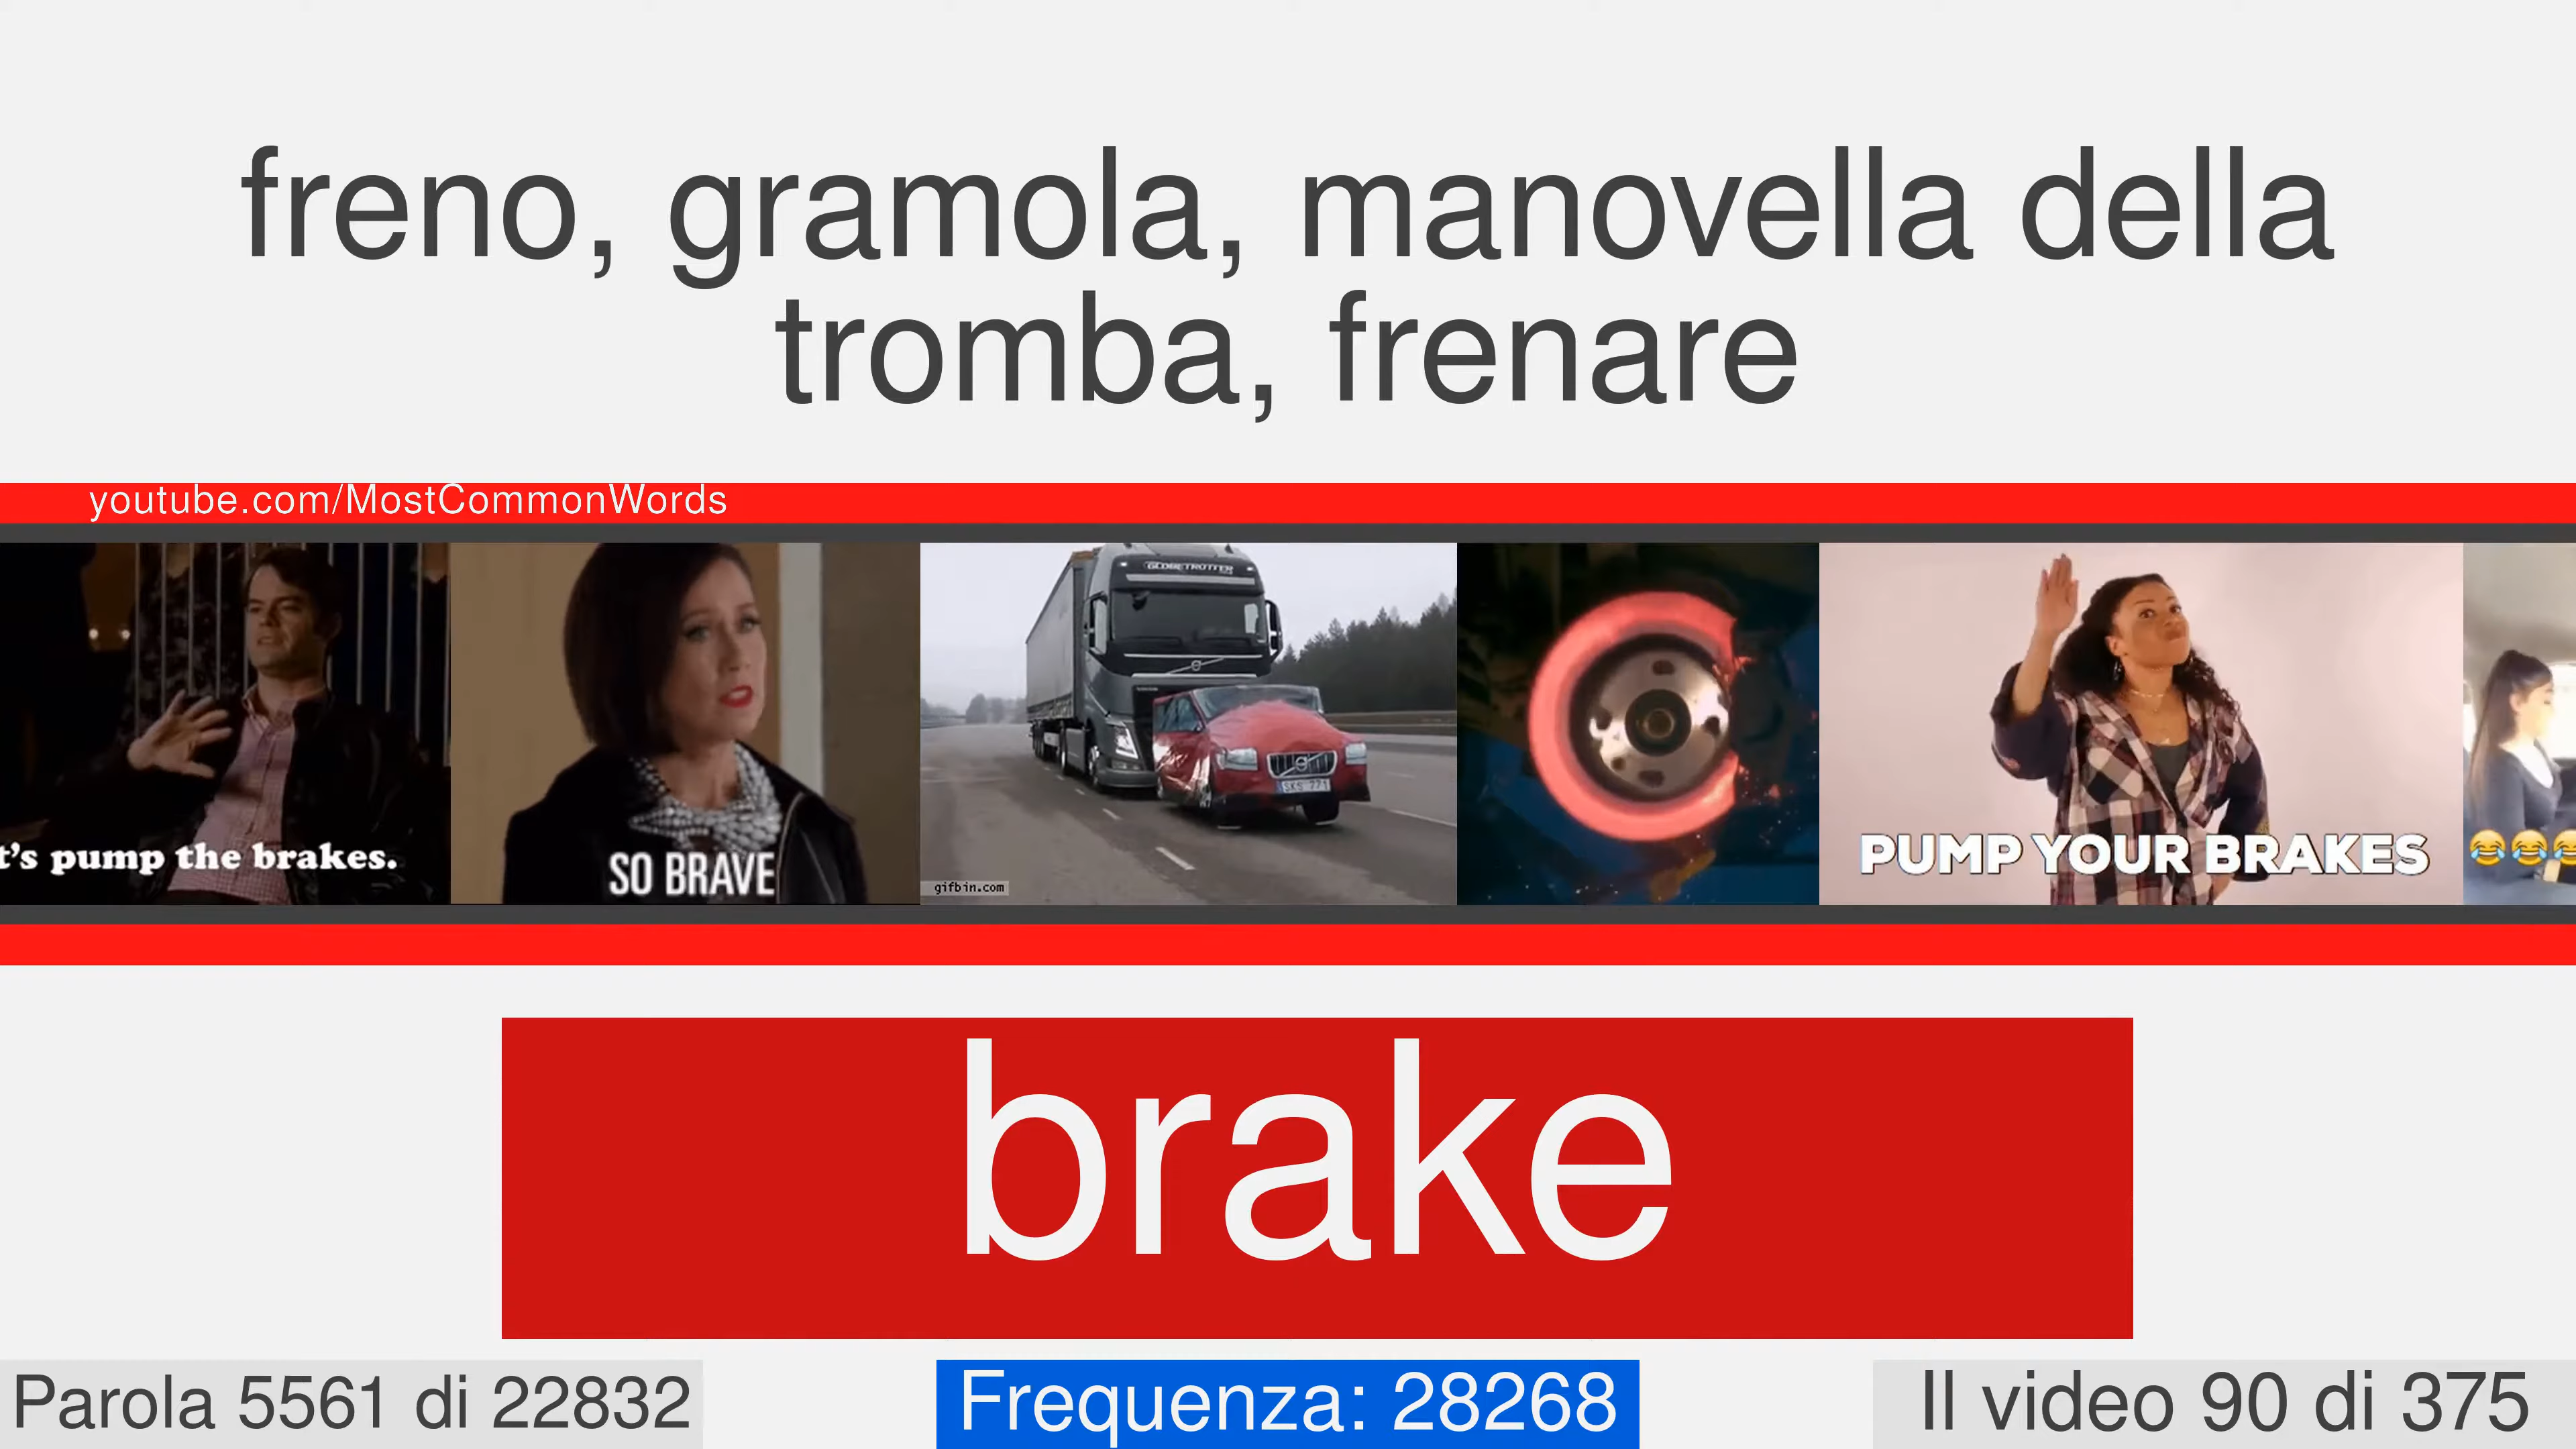 freno, gramola, manovella della
tromba, frenare
youtube.com/MostCommonWords
GLOBETROTTER
t's pump the brakes.
SO BRAVE
gifbin.com
PUMP YOUR BRAKES
brake
Parola 5561 di 22832
Frequenza: 28268
Il video 90 di 375